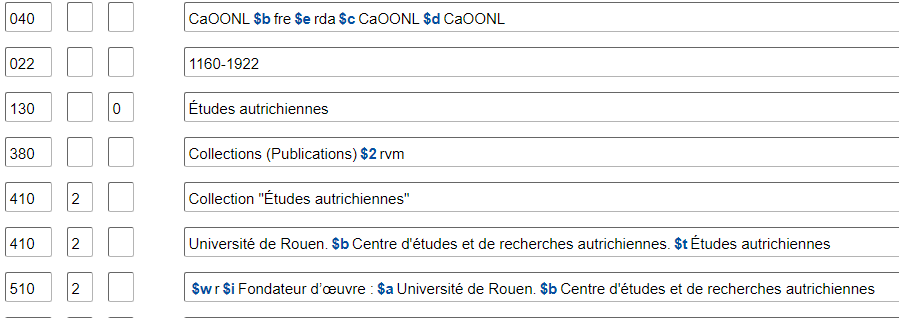 040 CaOONL $b fre $e rda $c CaOONL $d CaOONL
022 1160-1922
130 0 Études autrichiennes
380 Collections (Publications) $2 rvm
410 2 Collection "Études autrichiennes"
410 2 Université de Rouen. $b Centre d'études et de recherches autrichiennes. $t Études autrichiennes
510 2 $w r $i Fondateur d’œuvre : $a Université de Rouen. $b Centre d'études et de recherches autrichiennes